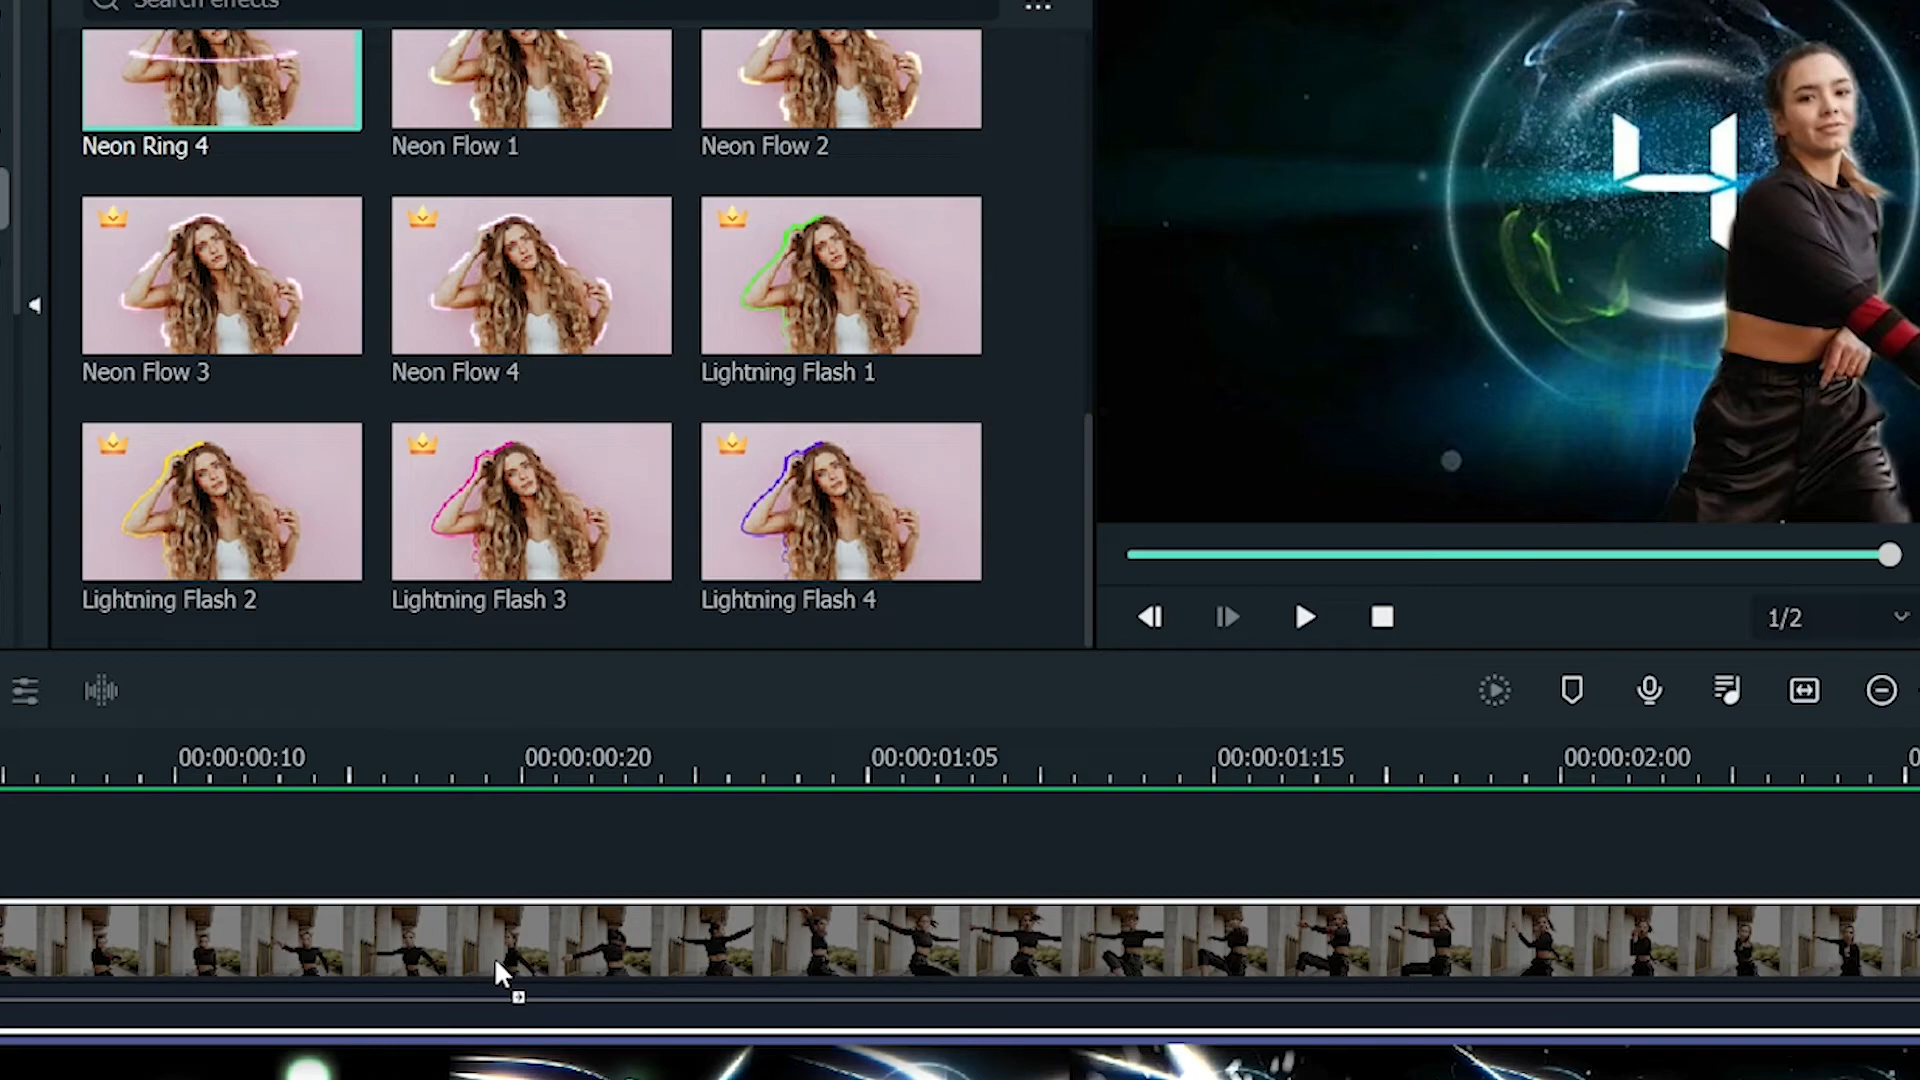 Search effects
Neon Ring 4
Neon Flow 1
Neon Flow 2
4
Neon Flow 3
Neon Flow 4
Lightning Flash 1
Lightning Flash 2
Lightning Flash 3
Lightning Flash 4
1/2
00:00:00:10
00:00:00:20
00:00:01:05
00:00:01:15
00:00:02:00